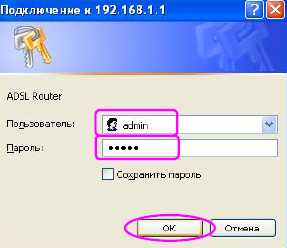 Подключение к 192.168.1.1
ADSL Router
Пользователь:
admin
Пароль:
•••••
Сохранить пароль
OK
Отмена